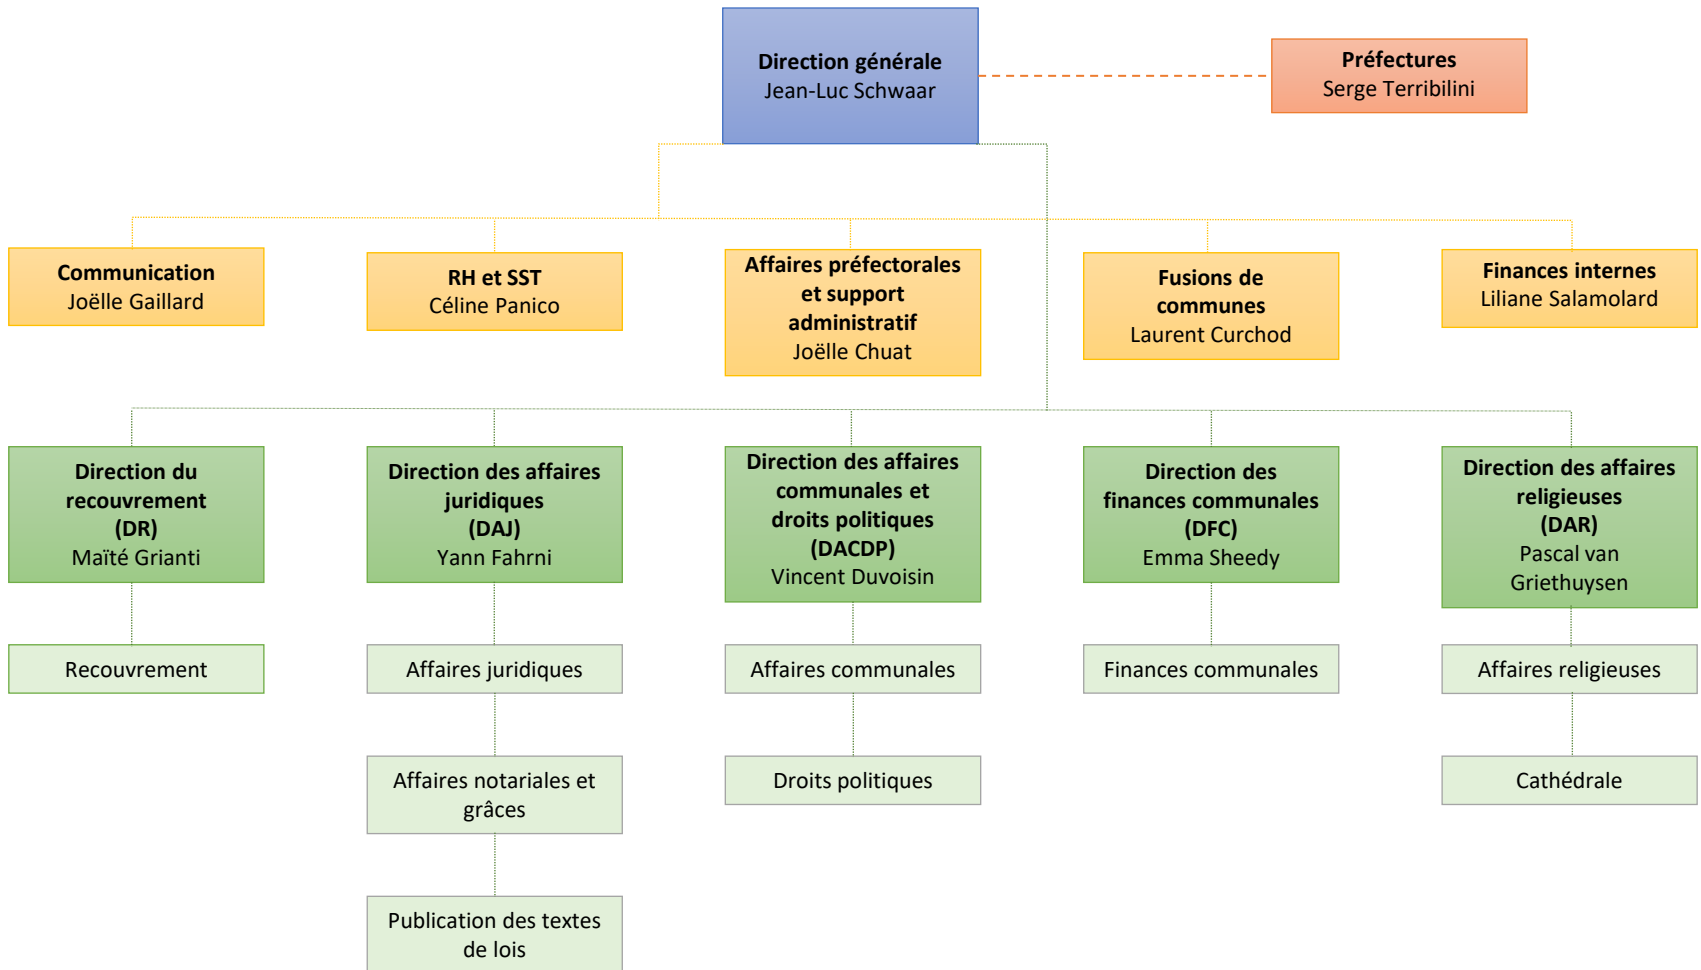 Direction générale
Jean-Luc Schwaar
Préfectures
Serge Terribilini
Communication
Joëlle Gaillard
RH et SST
Céline Panico
Affaires préfectorales
et support
administratif
Joëlle Chuat
Fusions de
communes
Laurent Curchod
Finances internes
Liliane Salamolard
Direction du
recouvrement
(DR)
Maïté Grianti
Direction des affaires
juridiques
(DAJ)
Yann Fahrni
Direction des affaires
communales et
droits politiques
(DACDP)
Vincent Duvoisin
Direction des
finances communales
(DFC)
Emma Sheedy
Direction des affaires
religieuses
(DAR)
Pascal van
Griethuysen
Recouvrement
Affaires juridiques
Affaires communales
Finances communales
Affaires religieuses
Affaires notariales et
grâces
Droits politiques
Cathédrale
Publication des textes
de lois